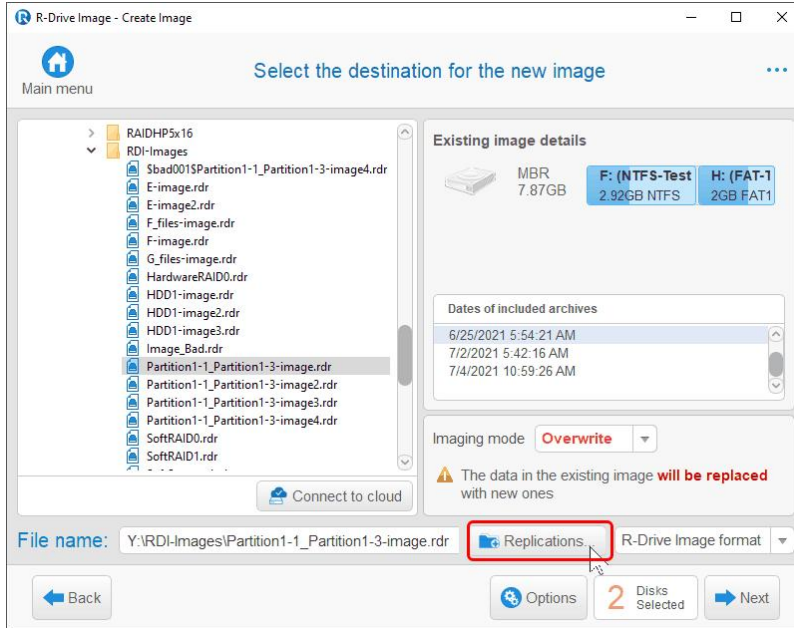 R-Drive Image - Create Image
Main menu
Select the destination for the new image
RAIDHP5x16
RDI-Images
$bad001$Partition1-1_Partition1-3-image4.rdr
E-image.rdr
E-image2.rdr
F_files-image.rdr
F-image.rdr
G_files-image.rdr
HardwareRAID0.rdr
HDD1-image.rdr
HDD1-image2.rdr
HDD1-image3.rdr
Image_Bad.rdr
Partition1-1_Partition1-3-image.rdr
Partition1-1_Partition1-3-image2.rdr
Partition1-1_Partition1-3-image3.rdr
Partition1-1_Partition1-3-image4.rdr
SoftRAID0.rdr
SoftRAID1.rdr
Connect to cloud
Existing image details
MBR
7.87GB
F: (NTFS-Test
2.92GB NTFS
H: (FAT-1
2GB FAT1
Dates of included archives
6/25/2021 5:54:21 AM
7/2/2021 5:42:16 AM
7/4/2021 10:59:26 AM
Imaging mode Overwrite
The data in the existing image will be replaced
with new ones
File name: Y:\RDI-Images\Partition1-1_Partition1-3-image.rdr Replications... R-Drive Image format
Back
Options
2 Disks
Selected
Next